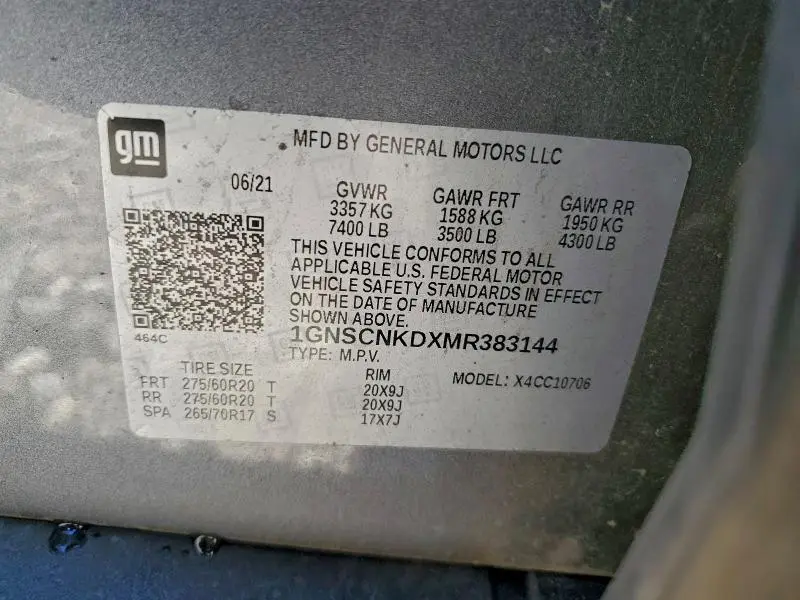 gm
MFD BY GENERAL MOTORS LLC
06/21
GVWR GAWR FRT GAWR RR
3357 KG 1588 KG 1950 KG
7400 LB 3500 LB 4300 LB
THIS VEHICLE CONFORMS TO ALL
APPLICABLE U.S. FEDERAL MOTOR
VEHICLE SAFETY STANDARDS IN EFFECT
ON THE DATE OF MANUFACTURE
SHOWN ABOVE.
464C
1GNSCNKDXMR383144
TYPE: M.P.V.
MODEL: X4CC10706
TIRE SIZE RIM
FRT 275/60R20 T 20X9J
RR 275/60R20 T 20X9J
SPA 265/70R17 S 17X7J